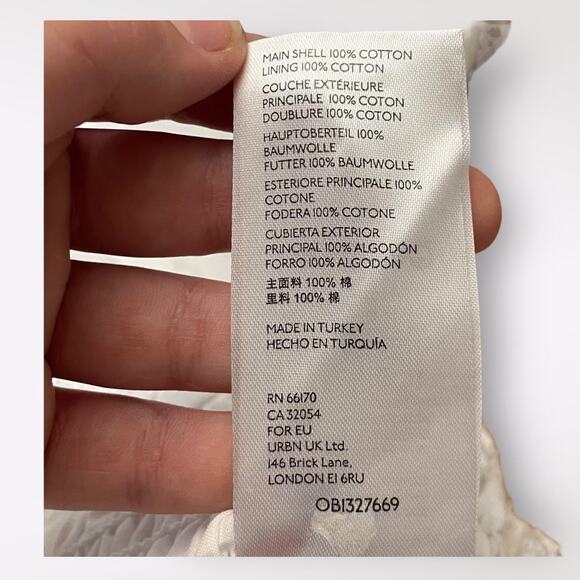 MAIN SHELL 100% COTTON
LINING 100% COTTON
COUCHE EXTÉRIEURE
PRINCIPALE 100% COTON
DOUBLURE 100% COTON
HAUPTOBERTEIL 100%
BAUMWOLLE
FUTTER 100% BAUMWOLLE
ESTERIORE PRINCIPALE 100%
COTONE
FODERA 100% COTONE
CUBIERTA EXTERIOR
PRINCIPAL 100% ALGODÓN
FORRO 100% ALGODÓN
主面料 100% 棉
里料 100% 棉
MADE IN TURKEY
HECHO EN TURQUÍA
RN 66170
CA 32054
FOR EU
URBN UK Ltd.
146 Brick Lane,
LONDON E1 6RU
OB1327669